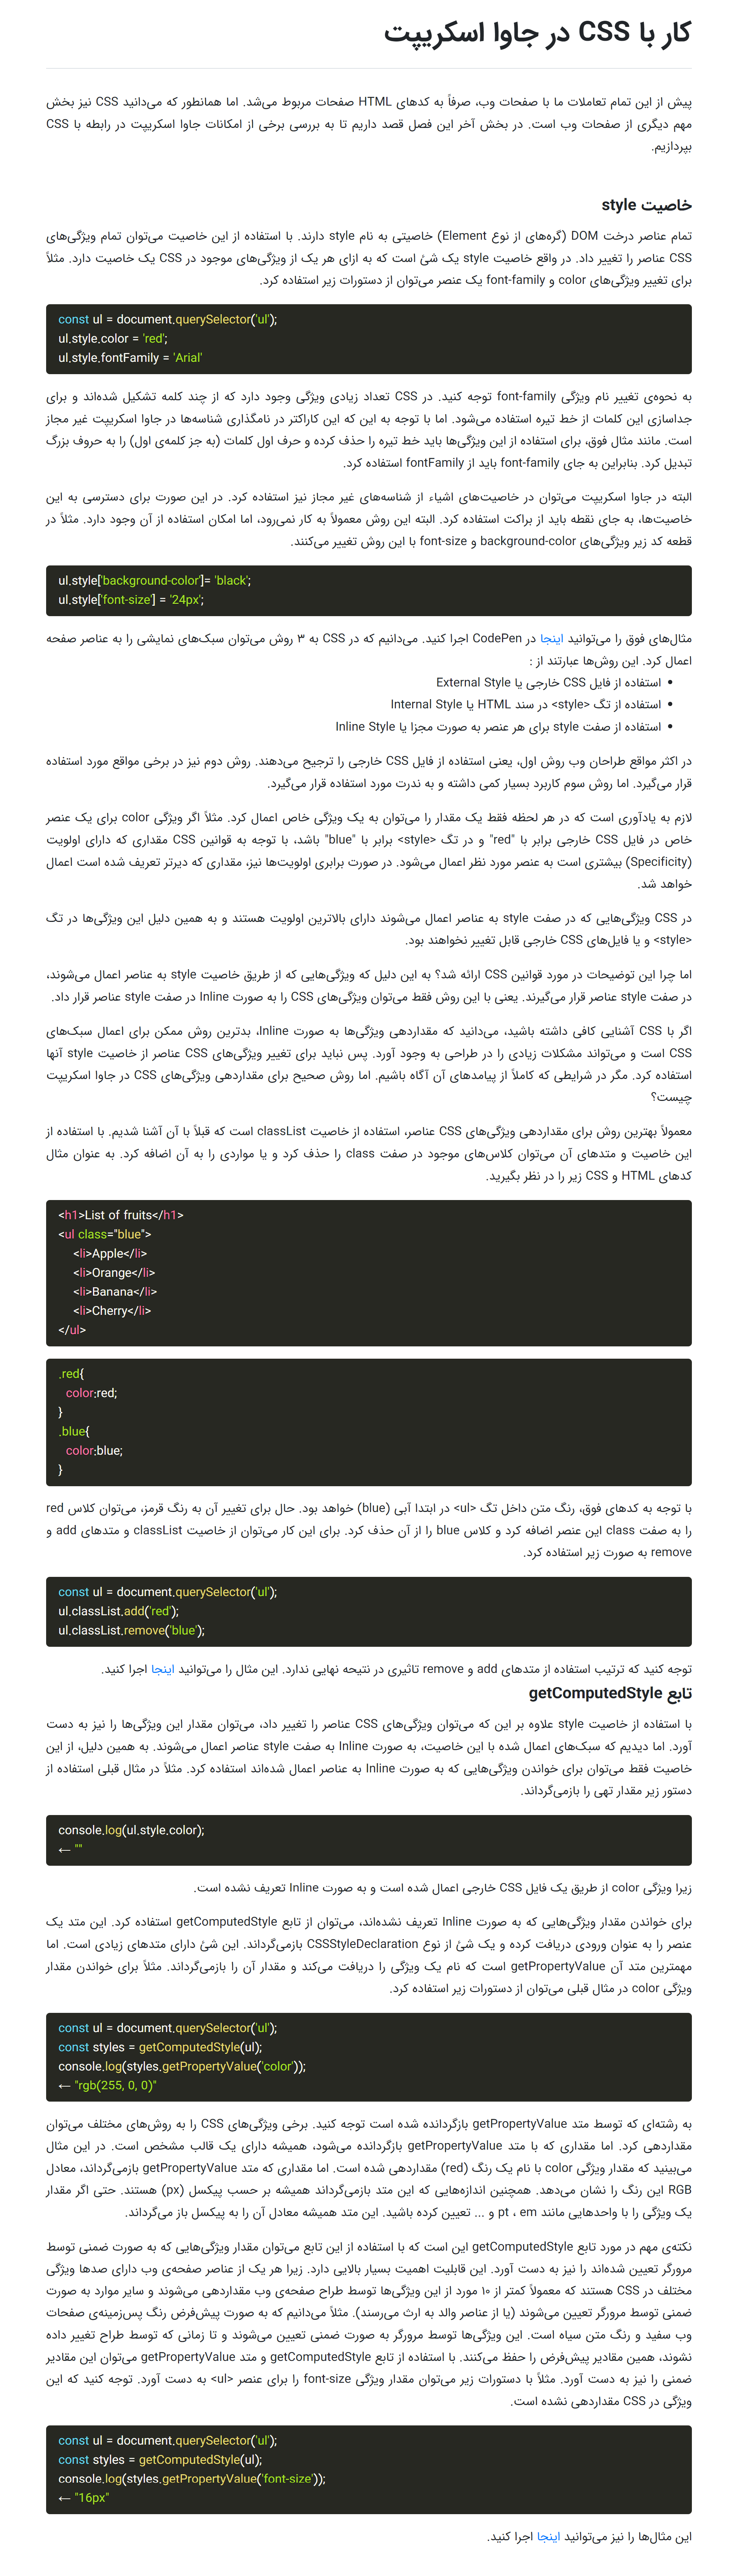 کار با CSS در جاوا اسکریپت
پیش از این تمام تعاملات ما با صفحات وب، صرفاً به کدهای HTML صفحات مربوط می‌شد. اما همانطور که می‌دانید CSS نیز بخش
مهم دیگری از صفحات وب است. در بخش آخر این فصل قصد داریم تا به بررسی برخی از امکانات جاوا اسکریپت در رابطه با CSS
بپردازیم.
خاصیت style
تمام عناصر درخت DOM (گره‌های از نوع Element) خاصیتی به نام style دارند. با استفاده از این خاصیت می‌توان تمام ویژگی‌های
CSS عناصر را تغییر داد. در واقع خاصیت style یک شئ است که به ازای هر یک از ویژگی‌های موجود در CSS یک خاصیت دارد. مثلاً
برای تغییر ویژگی‌های color و font-family یک عنصر می‌توان از دستورات زیر استفاده کرد.
const ul = document.querySelector('ul');
ul.style.color = 'red';
ul.style.fontFamily = 'Arial'
به نحوه‌ی تغییر نام ویژگی font-family توجه کنید. در CSS تعداد زیادی ویژگی وجود دارد که از چند کلمه تشکیل شده‌اند و برای
جداسازی این کلمات از خط تیره استفاده می‌شود. اما با توجه به این که این کاراکتر در نامگذاری شناسه‌ها در جاوا اسکریپت غیر مجاز
است. مانند مثال فوق، برای استفاده از این ویژگی‌ها باید خط تیره را حذف کرده و حرف اول کلمات (به جز کلمه‌ی اول) را به حروف بزرگ
تبدیل کرد. بنابراین به جای font-family باید از fontFamily استفاده کرد.
البته در جاوا اسکریپت می‌توان در خاصیت‌های اشیاء از شناسه‌های غیر مجاز نیز استفاده کرد. در این صورت برای دسترسی به این
خاصیت‌ها، به جای نقطه باید از براکت استفاده کرد. البته این روش معمولاً به کار نمی‌رود، اما امکان استفاده از آن وجود دارد. مثلاً در
قطعه کد زیر ویژگی‌های background-color و font-size با این روش تغییر می‌کنند.
ul.style['background-color']= 'black';
ul.style['font-size'] = '24px';
مثال‌های فوق را می‌توانید اینجا در CodePen اجرا کنید. می‌دانیم که در CSS به ۳ روش می‌توان سبک‌های نمایشی را به عناصر صفحه
اعمال کرد. این روش‌ها عبارتند از :
• استفاده از فایل CSS خارجی یا External Style
• استفاده از تگ <style> در سند HTML یا Internal Style
• استفاده از صفت style برای هر عنصر به صورت مجزا یا Inline Style
در اکثر مواقع طراحان وب روش اول، یعنی استفاده از فایل CSS خارجی را ترجیح می‌دهند. روش دوم نیز در برخی مواقع مورد استفاده
قرار می‌گیرد. اما روش سوم کاربرد بسیار کمی داشته و به ندرت مورد استفاده قرار می‌گیرد.
لازم به یادآوری است که در هر لحظه فقط یک مقدار را می‌توان به یک ویژگی خاص اعمال کرد. مثلاً اگر ویژگی color برای یک عنصر
خاص در فایل CSS خارجی برابر با "red" و در تگ <style> برابر با "blue" باشد، با توجه به قوانین CSS مقداری که دارای اولویت
(Specificity) بیشتری است به عنصر مورد نظر اعمال می‌شود. در صورت برابری اولویت‌ها نیز، مقداری که دیرتر تعریف شده است اعمال
خواهد شد.
در CSS ویژگی‌هایی که در صفت style به عناصر اعمال می‌شوند دارای بالاترین اولویت هستند و به همین دلیل این ویژگی‌ها در تگ
<style> و یا فایل‌های CSS خارجی قابل تغییر نخواهند بود.
اما چرا این توضیحات در مورد قوانین CSS ارائه شد؟ به این دلیل که ویژگی‌هایی که از طریق خاصیت style به عناصر اعمال می‌شوند،
در صفت style عناصر قرار می‌گیرند. یعنی با این روش فقط می‌توان ویژگی‌های CSS را به صورت Inline در صفت style عناصر قرار داد.
اگر با CSS آشنایی کافی داشته باشید، می‌دانید که مقداردهی ویژگی‌ها به صورت Inline، بدترین روش ممکن برای اعمال سبک‌های
CSS است و می‌تواند مشکلات زیادی را در طراحی به وجود آورد. پس نباید برای تغییر ویژگی‌های CSS عناصر از خاصیت style آنها
استفاده کرد. مگر در شرایطی که کاملاً از پیامدهای آن آگاه باشیم. اما روش صحیح برای مقداردهی ویژگی‌های CSS در جاوا اسکریپت
چیست؟
معمولاً بهترین روش برای مقداردهی ویژگی‌های CSS عناصر، استفاده از خاصیت classList است که قبلاً با آن آشنا شدیم. با استفاده از
این خاصیت و متدهای آن می‌توان کلاس‌های موجود در صفت class را حذف کرد و یا مواردی را به آن اضافه کرد. به عنوان مثال
کدهای HTML و CSS زیر را در نظر بگیرید.
<h1>List of fruits</h1>
<ul class="blue">
<li>Apple</li>
<li>Orange</li>
<li>Banana</li>
<li>Cherry</li>
</ul>
.red{
color:red;
}
.blue{
color:blue;
}
با توجه به کدهای فوق، رنگ متن داخل تگ <ul> در ابتدا آبی (blue) خواهد بود. حال برای تغییر آن به رنگ قرمز، می‌توان کلاس red
را به صفت class این عنصر اضافه کرد و کلاس blue را از آن حذف کرد. برای این کار می‌توان از خاصیت classList و متدهای add و
remove به صورت زیر استفاده کرد.
const ul = document.querySelector('ul');
ul.classList.add('red');
ul.classList.remove('blue');
توجه کنید که ترتیب استفاده از متدهای add و remove تاثیری در نتیجه نهایی ندارد. این مثال را می‌توانید اینجا اجرا کنید.
تابع getComputedStyle
با استفاده از خاصیت style علاوه بر این که می‌توان ویژگی‌های CSS عناصر را تغییر داد، می‌توان مقدار این ویژگی‌ها را نیز به دست
آورد. اما دیدیم که سبک‌های اعمال شده با این خاصیت، به صورت Inline به صفت style عناصر اعمال می‌شوند. به همین دلیل، از این
خاصیت فقط می‌توان برای خواندن ویژگی‌هایی که به صورت Inline به عناصر اعمال شده‌اند استفاده کرد. مثلاً در مثال قبلی استفاده از
دستور زیر مقدار تهی را بازمی‌گرداند.
console.log(ul.style.color);
← ""
زیرا ویژگی color از طریق یک فایل CSS خارجی اعمال شده است و به صورت Inline تعریف نشده است.
برای خواندن مقدار ویژگی‌هایی که به صورت Inline تعریف نشده‌اند، می‌توان از تابع getComputedStyle استفاده کرد. این متد یک
عنصر را به عنوان ورودی دریافت کرده و یک شئ از نوع CSSStyleDeclaration بازمی‌گرداند. این شئ دارای متدهای زیادی است. اما
مهمترین متد آن getPropertyValue است که نام یک ویژگی را دریافت می‌کند و مقدار آن را بازمی‌گرداند. مثلاً برای خواندن مقدار
ویژگی color در مثال قبلی می‌توان از دستورات زیر استفاده کرد.
const ul = document.querySelector('ul');
const styles = getComputedStyle(ul);
console.log(styles.getPropertyValue('color'));
← "rgb(255, 0, 0)"
به رشته‌ای که توسط متد getPropertyValue بازگردانده شده است توجه کنید. برخی ویژگی‌های CSS را به روش‌های مختلف می‌توان
مقداردهی کرد. اما مقداری که با متد getPropertyValue بازگردانده می‌شود، همیشه دارای یک قالب مشخص است. در این مثال
می‌بینید که مقدار ویژگی color با نام یک رنگ (red) مقداردهی شده است. اما مقداری که متد getPropertyValue بازمی‌گرداند، معادل
RGB این رنگ را نشان می‌دهد. همچنین اندازه‌هایی که این متد بازمی‌گرداند همیشه بر حسب پیکسل (px) هستند. حتی اگر مقدار
یک ویژگی را با واحدهایی مانند pt ، em و ... تعیین کرده باشید. این متد همیشه معادل آن را به پیکسل باز می‌گرداند.
نکته‌ی مهم در مورد تابع getComputedStyle این است که با استفاده از این تابع می‌توان مقدار ویژگی‌هایی که به صورت ضمنی توسط
مرورگر تعیین شده‌اند را نیز به دست آورد. این قابلیت اهمیت بسیار بالایی دارد. زیرا هر یک از عناصر صفحه‌ی وب دارای صدها ویژگی
مختلف در CSS هستند که معمولاً کمتر از ۱۰ مورد از این ویژگی‌ها توسط طراح صفحه‌ی وب مقداردهی می‌شوند و سایر موارد به صورت
ضمنی توسط مرورگر تعیین می‌شوند (یا از عناصر والد به ارث می‌رسند). مثلاً می‌دانیم که به صورت پیش‌فرض رنگ پس‌زمینه‌ی صفحات
وب سفید و رنگ متن سیاه است. این ویژگی‌ها توسط مرورگر به صورت ضمنی تعیین می‌شوند و تا زمانی که توسط طراح تغییر داده
نشوند، همین مقادیر پیش‌فرض را حفظ می‌کنند. با استفاده از تابع getComputedStyle و متد getPropertyValue می‌توان این مقادیر
ضمنی را نیز به دست آورد. مثلاً با دستورات زیر می‌توان مقدار ویژگی font-size را برای عنصر <ul> به دست آورد. توجه کنید که این
ویژگی در CSS مقداردهی نشده است.
const ul = document.querySelector('ul');
const styles = getComputedStyle(ul);
console.log(styles.getPropertyValue('font-size'));
← "16px"
این مثال‌ها را نیز می‌توانید اینجا اجرا کنید.